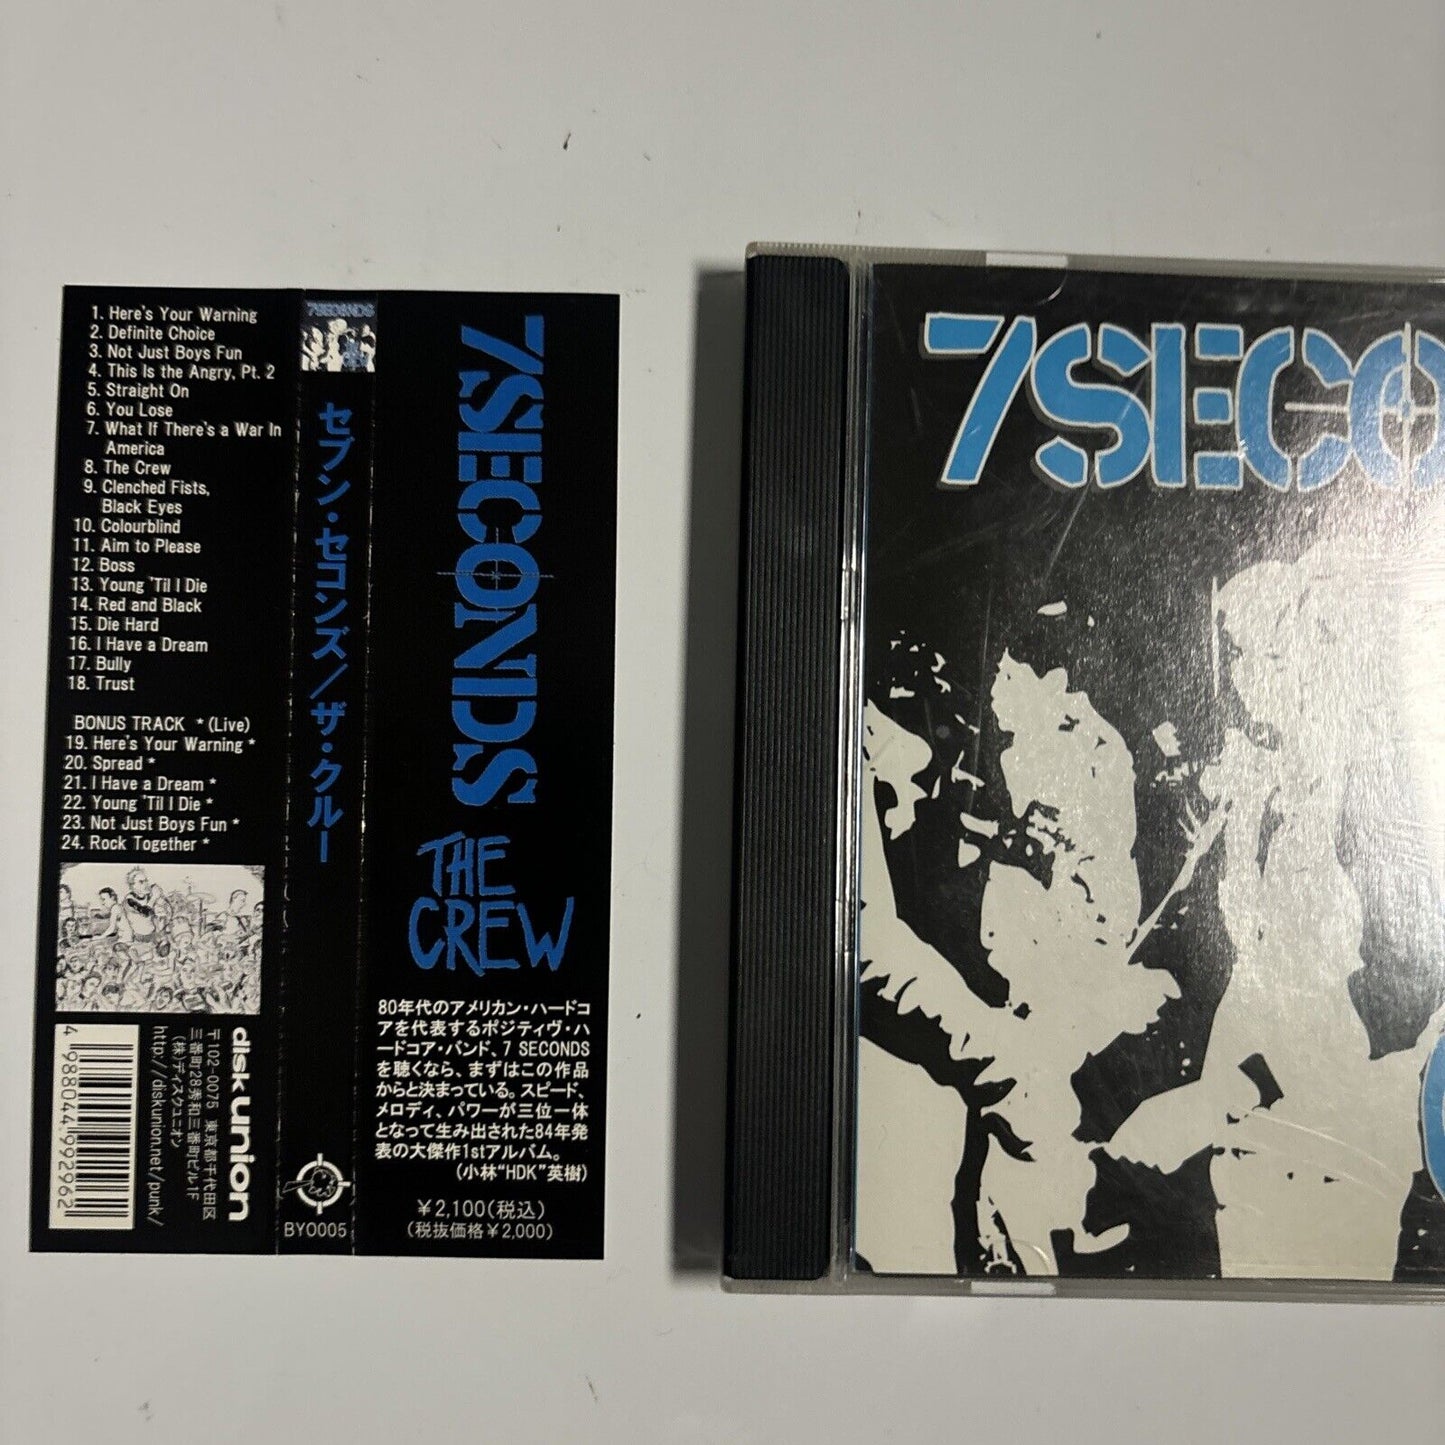 1. Here's Your Warning
2. Definite Choice
3. Not Just Boys Fun
4. This Is the Angry, Pt. 2
5. Straight On
6. You Lose
7. What If There's a War In
America
8. The Crew
9. Clenched Fists,
Black Eyes
10. Colourblind
11. Aim to Please
12. Boss
13. Young 'Til I Die
14. Red and Black
15. Die Hard
16. I Have a Dream
17. Bully
18. Trust
BONUS TRACK * (Live)
19. Here's Your Warning *
20. Spread *
21. I Have a Dream *
22. Young 'Til I Die *
23. Not Just Boys Fun *
24. Rock Together *
disk union
〒102-0075 東京都千代田区
三番町28秀和三番町ビル1F
(株)ディスクユニオン
http://diskunion.net/punk/
4 988044 992962
7SECONDS
セブン・セコンズ/ザ・クルー
BYO005
7SECONDS
THE
CREW
80年代のアメリカン・ハードコ
アを代表するポジティヴ・ハ
ードコア・バンド、7 SECONDS
を聴くなら、まずはこの作品
からと決まっている。スピード、
メロディ、パワーが三位一体
となって生み出された84年発
表の大傑作1stアルバム。
(小林“HDK”英樹)
¥2,100(税込)
(税抜価格¥2,000)
7SECO